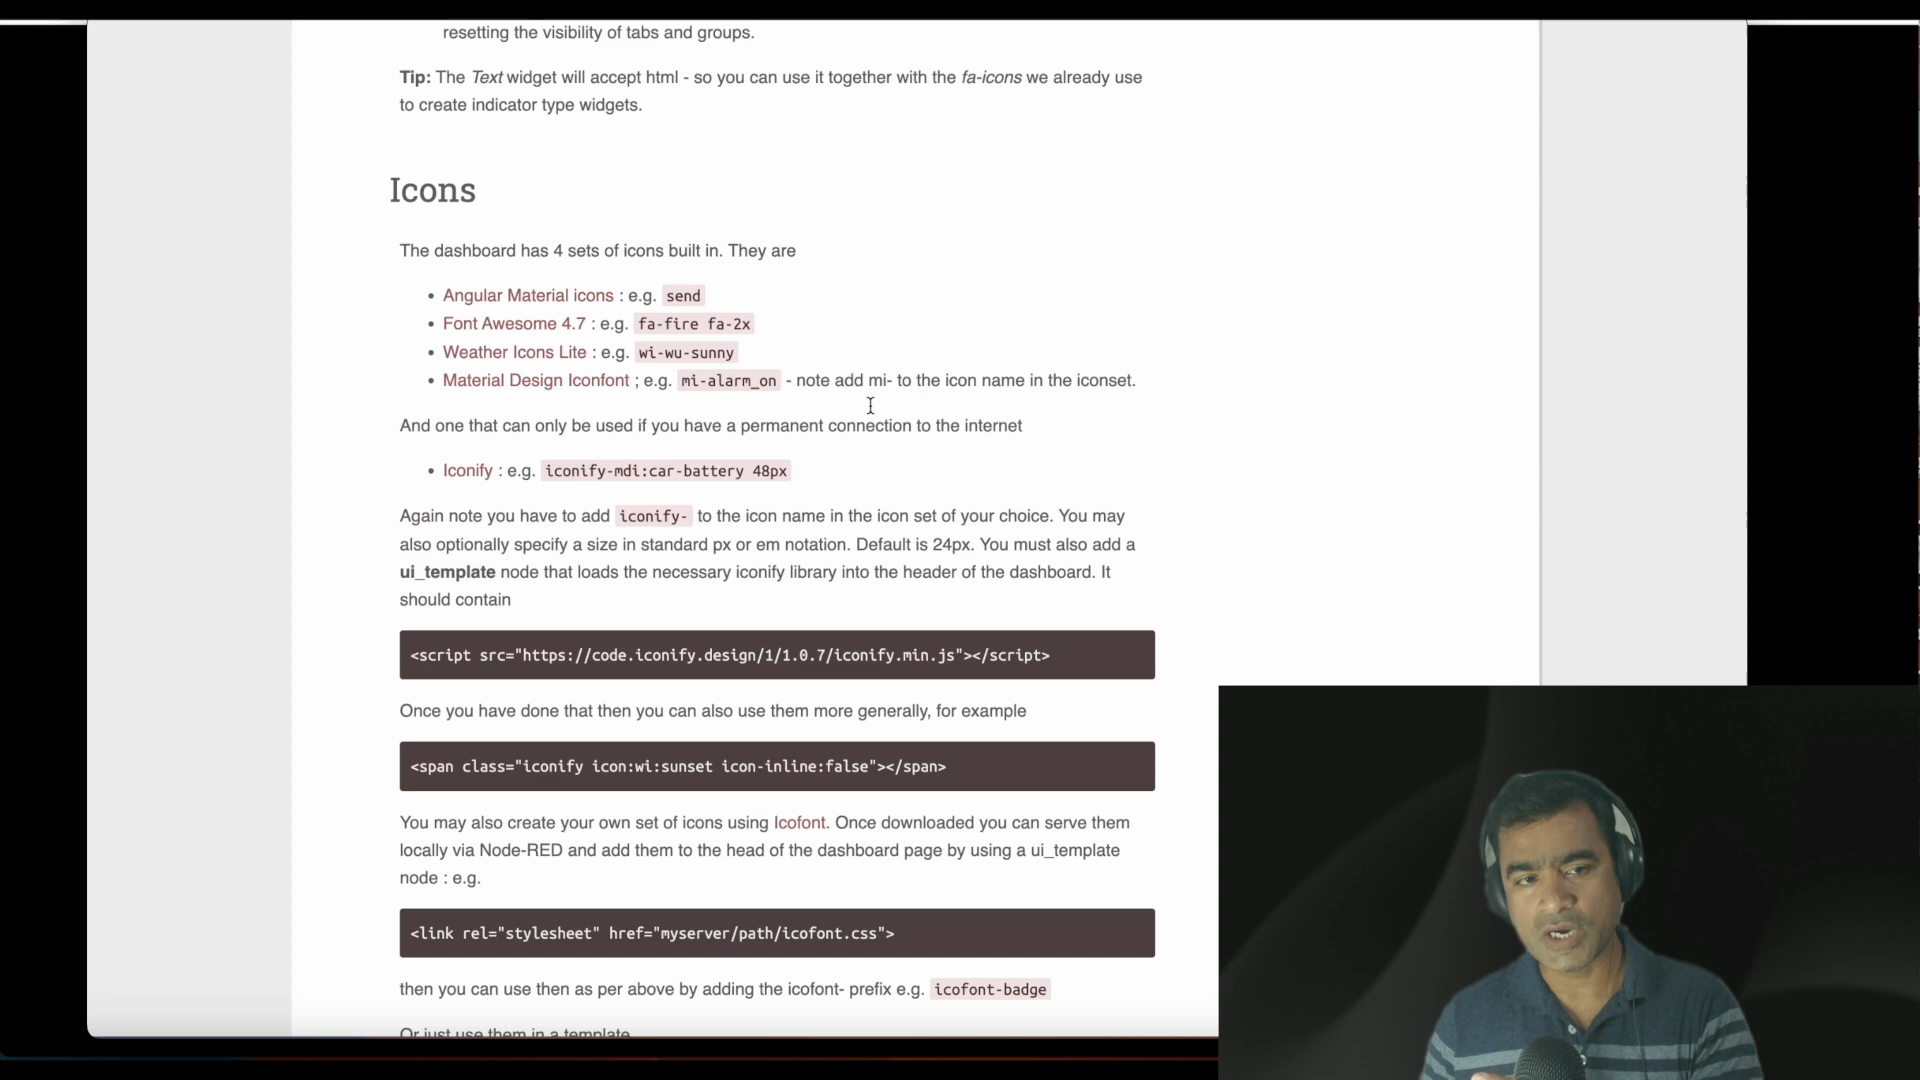 resetting the visibility of tabs and groups.
Tip: The Text widget will accept html - so you can use it together with the fa-icons we already use
to create indicator type widgets.
Icons
The dashboard has 4 sets of icons built in. They are
• Angular Material icons : e.g. send
• Font Awesome 4.7 : e.g. fa-fire fa-2x
• Weather Icons Lite : e.g. wi-wu-sunny
• Material Design Iconfont ; e.g. mi-alarm_on - note add mi- to the icon name in the iconset.
And one that can only be used if you have a permanent connection to the internet
• Iconify : e.g. iconify-mdi:car-battery 48px
Again note you have to add iconify- to the icon name in the icon set of your choice. You may
also optionally specify a size in standard px or em notation. Default is 24px. You must also add a
ui_template node that loads the necessary iconify library into the header of the dashboard. It
should contain
<script src="https://code.iconify.design/1/1.0.7/iconify.min.js"></script>
Once you have done that then you can also use them more generally, for example
<span class="iconify icon:wi:sunset icon-inline:false"></span>
You may also create your own set of icons using Icofont. Once downloaded you can serve them
locally via Node-RED and add them to the head of the dashboard page by using a ui_template
node : e.g.
<link rel="stylesheet" href="myserver/path/icofont.css">
then you can use then as per above by adding the icofont- prefix e.g. icofont-badge
Or just use them in a template